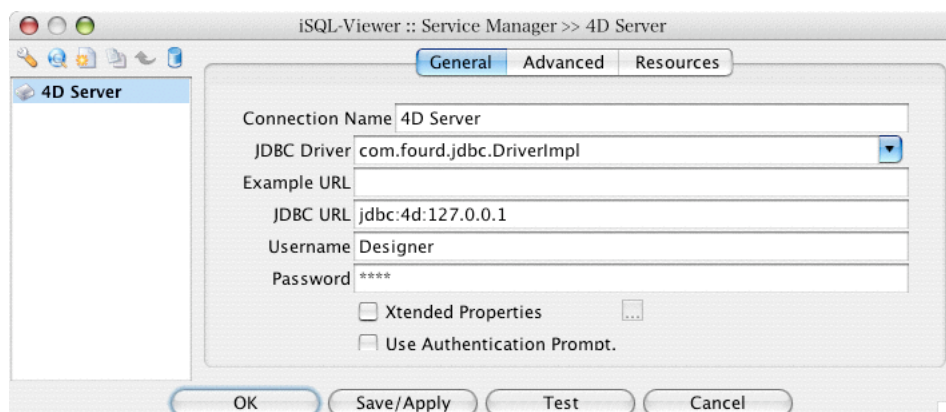 iSQL-Viewer :: Service Manager >> 4D Server
General Advanced Resources
4D Server
Connection Name 4D Server
JDBC Driver com.fourd.jdbc.DriverImpl
Example URL
JDBC URL jdbc:4d:127.0.0.1
Username Designer
Password ****
Xtended Properties ...
Use Authentication Prompt.
OK Save/Apply Test Cancel